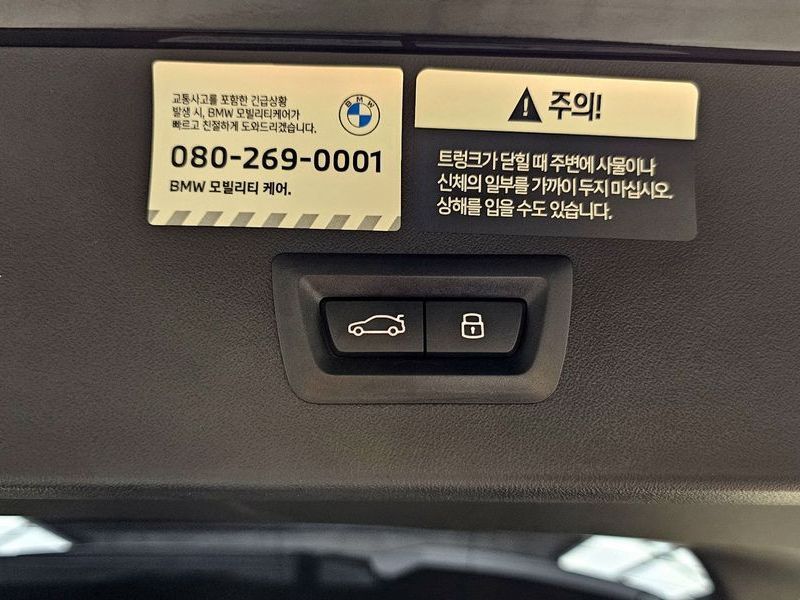 교통사고를 포함한 긴급상황
발생 시, BMW 모빌리티케어가
빠르고 친절하게 도와드리겠습니다.
BMW
080-269-0001
BMW 모빌리티 케어.
주의!
트렁크가 닫힐 때 주변에 사물이나
신체의 일부를 가까이 두지 마십시오.
상해를 입을 수도 있습니다.